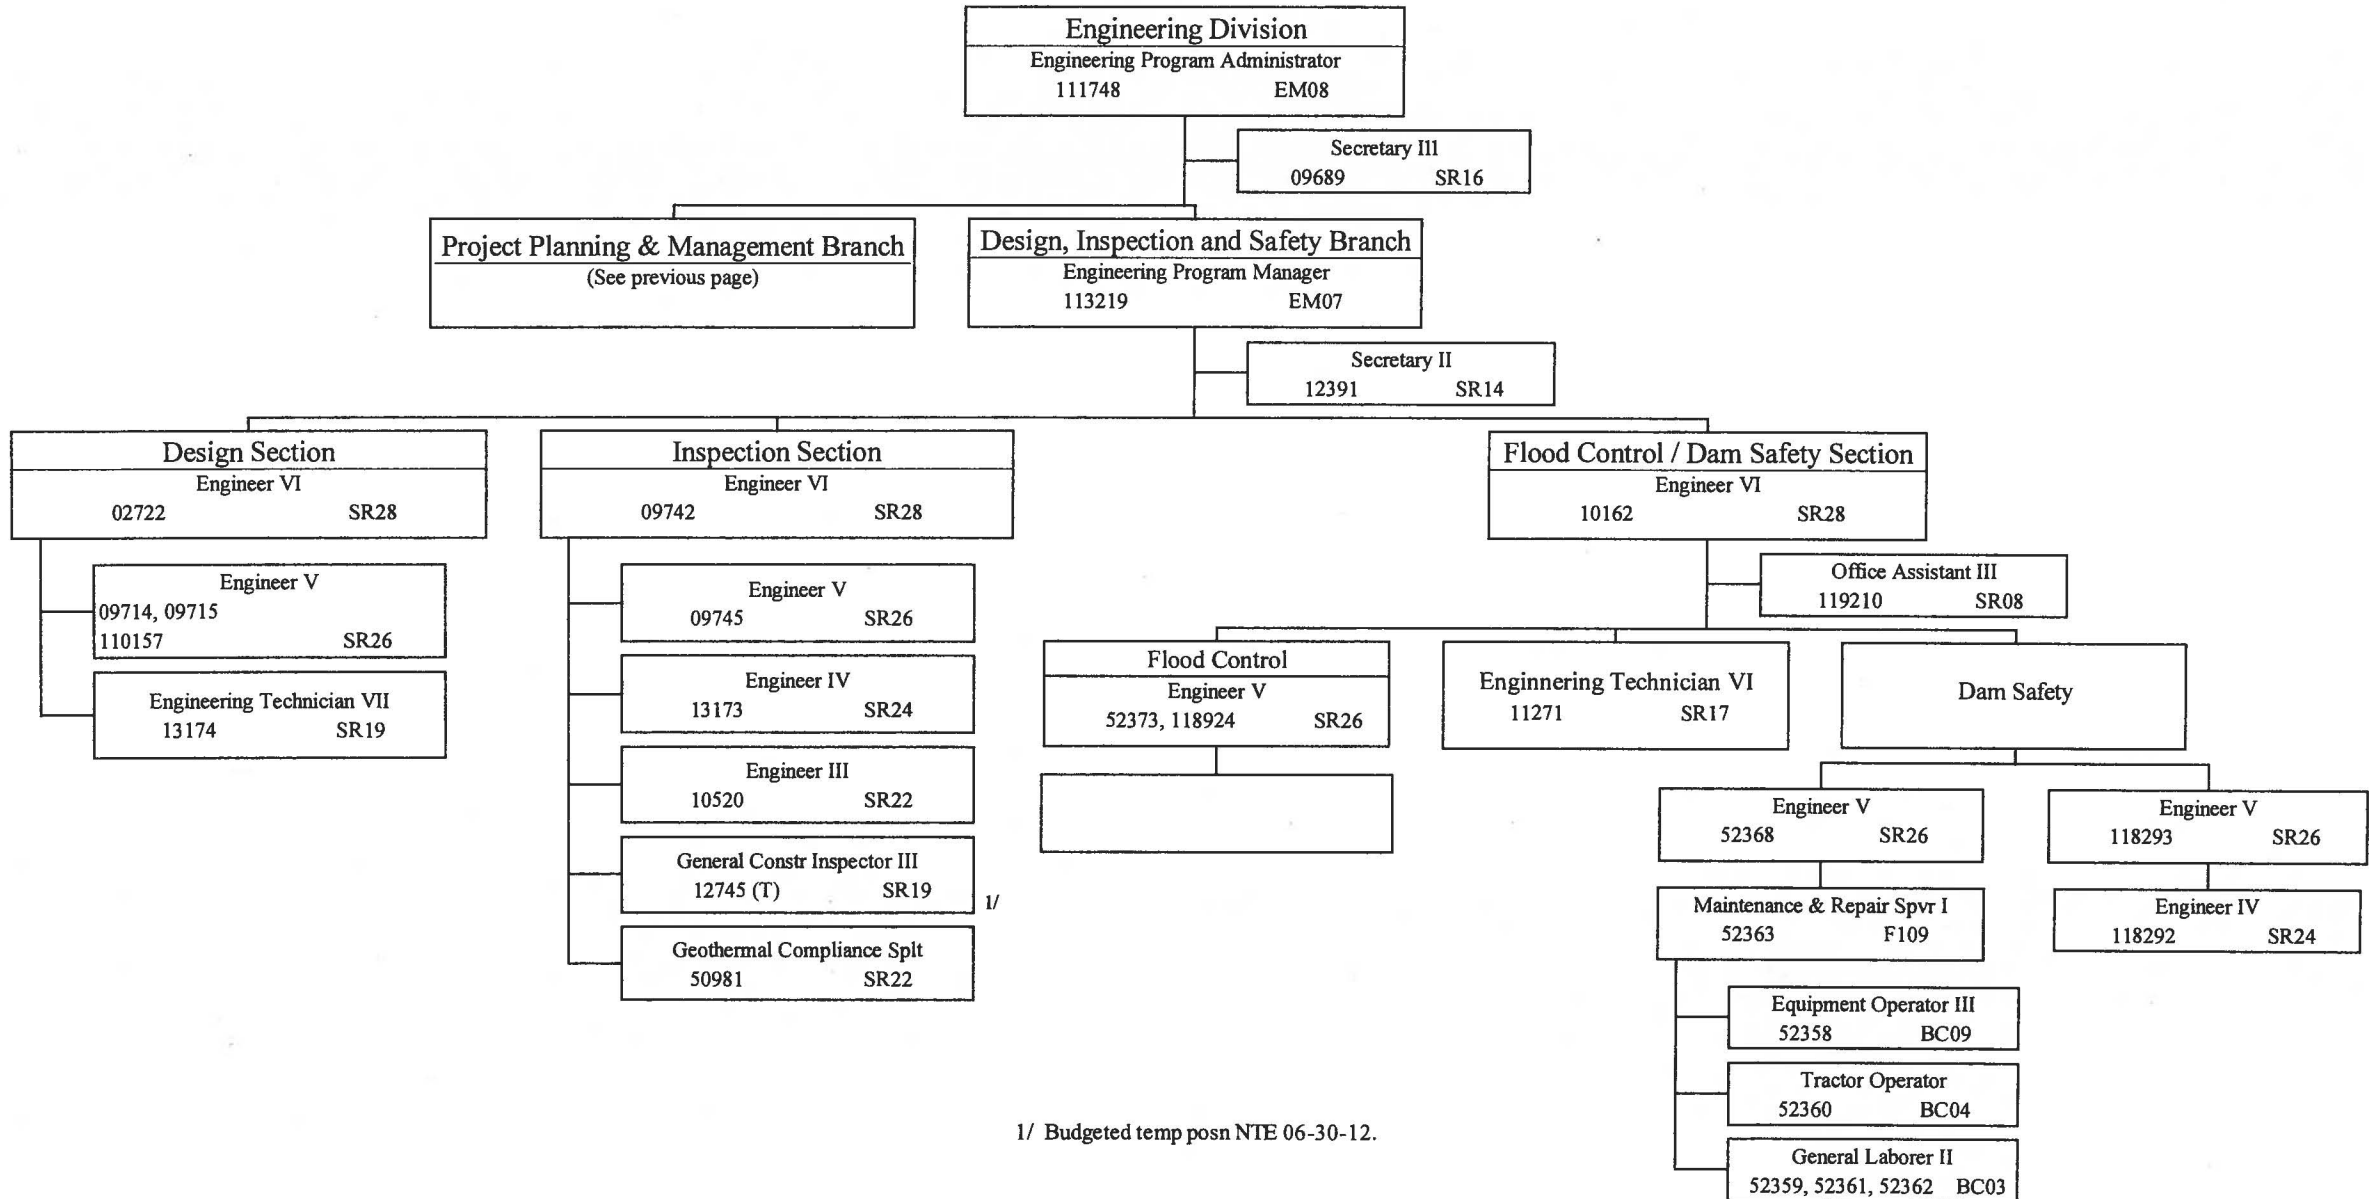 Engineering Division
Engineering Program Administrator
111748 EM08
Secretary III
09689 SR16
Project Planning & Management Branch
(See previous page)
Design, Inspection and Safety Branch
Engineering Program Manager
113219 EM07
Secretary II
12391 SR14
Design Section
Engineer VI
02722 SR28
Engineer V
09714, 09715
110157 SR26
Engineering Technician VII
13174 SR19
Inspection Section
Engineer VI
09742 SR28
Engineer V
09745 SR26
Engineer IV
13173 SR24
Engineer III
10520 SR22
General Constr Inspector III
12745 (T) SR19
1/
Geothermal Compliance Splt
50981 SR22
Flood Control / Dam Safety Section
Engineer VI
10162 SR28
Office Assistant III
119210 SR08
Flood Control
Engineer V
52373, 118924 SR26
Enginnering Technician VI
11271 SR17
Dam Safety
Engineer V
52368 SR26
Maintenance & Repair Spvr I
52363 F109
Equipment Operator III
52358 BC09
Tractor Operator
52360 BC04
General Laborer II
52359, 52361, 52362 BC03
Engineer V
118293 SR26
Engineer IV
118292 SR24
1/ Budgeted temp posn NTE 06-30-12.